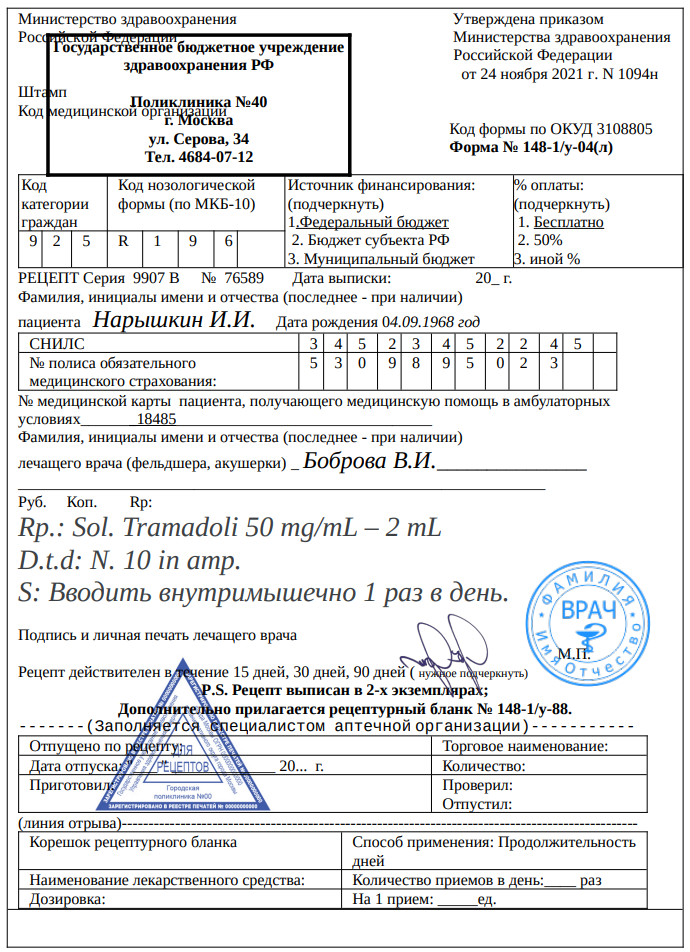 Министерство здравоохранения
Российской Федерации
Утверждена приказом
Министерства здравоохранения
Российской Федерации
от 24 ноября 2021 г. N 1094н
Государственное бюджетное учреждение
здравоохранения РФ
Штамп
Код медицинской организации
Поликлиника №40
г. Москва
ул. Серова, 34
Тел. 4684-07-12
Код формы по ОКУД 3108805
Форма № 148-1/у-04(л)
Код категории граждан
9 2 5
Код нозологической формы (по МКБ-10)
R 1 9 6
Источник финансирования:
(подчеркнуть)
1.Федеральный бюджет
2. Бюджет субъекта РФ
3. Муниципальный бюджет
% оплаты:
(подчеркнуть)
1. Бесплатно
2. 50%
3. иной %
РЕЦЕПТ Серия 9907 В № 76589 Дата выписки: 20_ г.
Фамилия, инициалы имени и отчества (последнее - при наличии)
пациента Нарышкин И.И. Дата рождения 04.09.1968 год
СНИЛС 3 4 5 2 3 4 5 2 2 4 5
№ полиса обязательного
медицинского страхования: 5 3 0 9 8 9 5 0 2 3
№ медицинской карты пациента, получающего медицинскую помощь в амбулаторных
условиях______18485____________
Фамилия, инициалы имени и отчества (последнее - при наличии)
лечащего врача (фельдшера, акушерки) _ Боброва В.И.____________
Руб. Коп. Rp:
Rp.: Sol. Tramadoli 50 mg/mL – 2 mL
D.t.d: N. 10 in amp.
S: Вводить внутримышечно 1 раз в день.
ФАМИЛИЯ
ВРАЧ
Имя Отчество
Подпись и личная печать лечащего врача
М.П.
Рецепт действителен в течение 15 дней, 30 дней, 90 дней ( нужное подчеркнуть)
P.S. Рецепт выписан в 2-х экземплярах;
Дополнительно прилагается рецептурный бланк № 148-1/у-88.
-------(Заполняется специалистом аптечной организации)-----------
Отпущено по рецепту:
Торговое наименование:
Дата отпуска: "____" ____________ 20... г.
Количество:
Приготовил:
Проверил:
Отпустил:
ДЛЯ
РЕЦЕПТОВ
Городская
поликлиника №00
ЗАРЕГИСТРИРОВАНО В РЕЕСТРЕ ПЕЧАТЕЙ № 00000000000
(линия отрыва)------------------------------
Корешок рецептурного бланка
Способ применения: Продолжительность
дней
Наименование лекарственного средства:
Количество приемов в день:____ раз
Дозировка:
На 1 прием: _____ед.